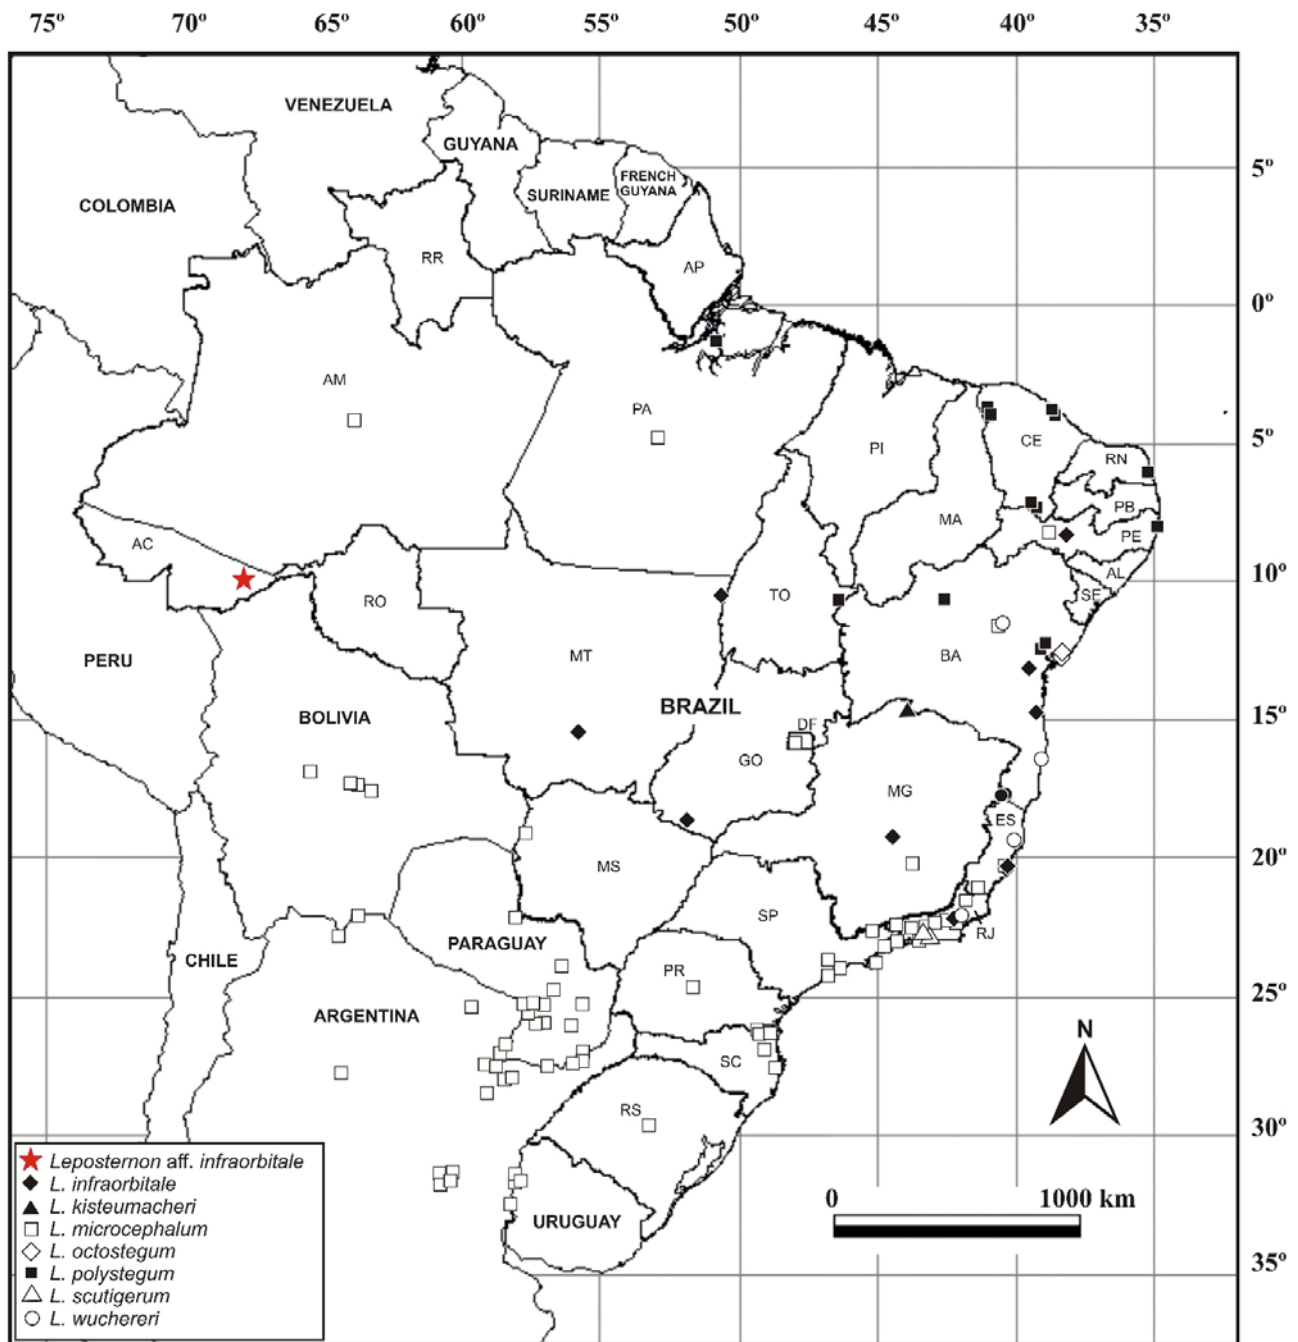 75º 70º 65º 60º 55º 50º 45º 40º 35º
VENEZUELA
GUYANA
COLOMBIA
SURINAME
FRENCH
GUYANA
5º
RR
AP
0º
AM
PA
CE
5º
PI
RN
MA
PB
PE
AC
AL
10º
RO
TO
SE
PERU
MT
BA
BRAZIL
BOLIVIA
15º
DF
GO
MG
ES
MS
20º
SP
RJ
PARAGUAY
CHILE
PR
25º
ARGENTINA
N
SC
RS
30º
0 1000 km
URUGUAY
35º
Leposternon aff. infraorbitale
L. infraorbitale
L. kisteumacheri
L. microcephalum
L. octostegum
L. polystegum
L. scutigerum
L. wuchereri